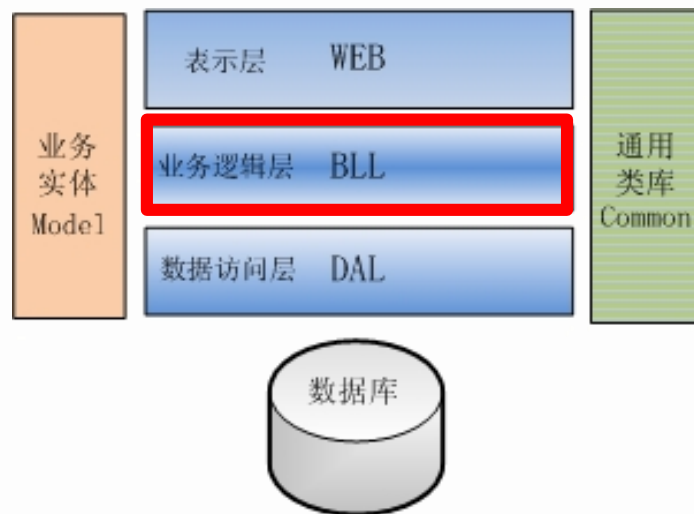 表示层 WEB
业务
实体
Model
业务逻辑层 BLL
通用
类库
Common
数据访问层 DAL
数据库